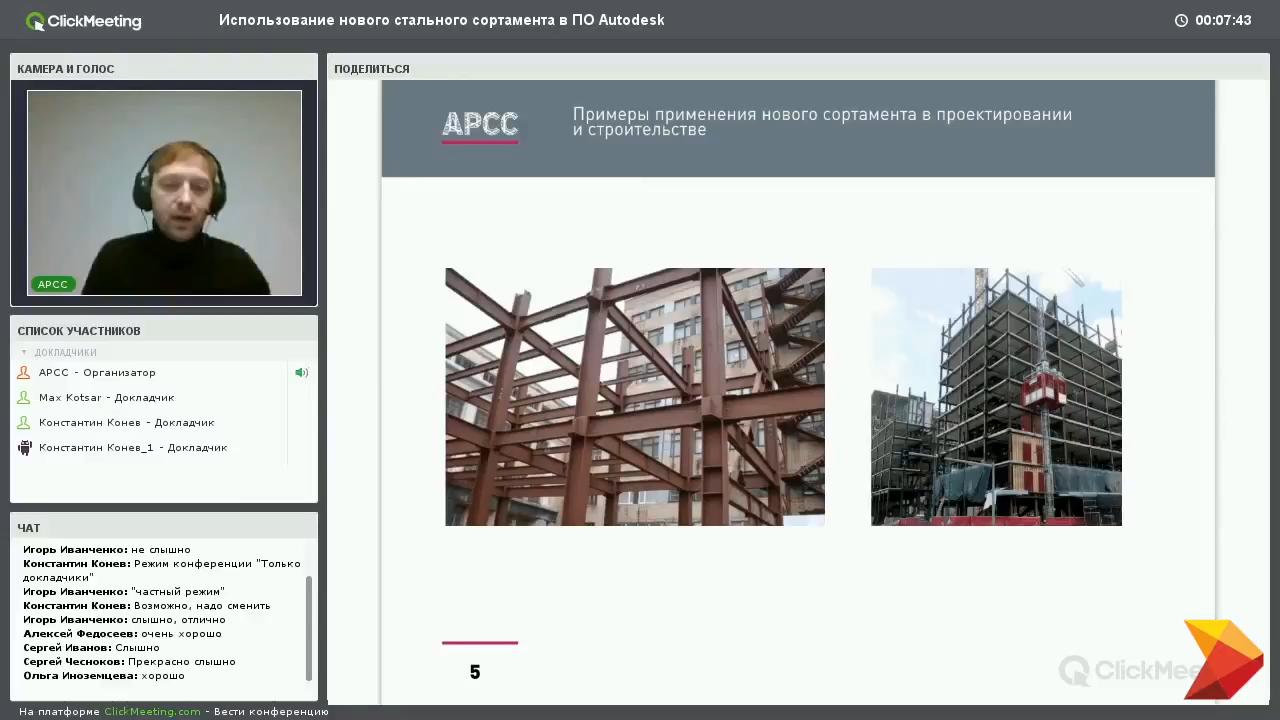 ClickMeeting
Использование нового стального сортамента в ПО Autodesk
00:07:43
КАМЕРА И ГОЛОС
АРСС
СПИСОК УЧАСТНИКОВ
ДОКЛАДЧИКИ
АРСС - Организатор
Max Kotsar - Докладчик
Константин Конев - Докладчик
Константин Конев_1 - Докладчик
ЧАТ
Игорь Иванченко: не слышно
Константин Конев: Режим конференции "Только
докладчики"
Игорь Иванченко: "частный режим"
Константин Конев: Возможно, надо сменить
Игорь Иванченко: слышно, отлично
Алексей Федосеев: очень хорошо
Сергей Иванов: Слышно
Сергей Чесноков: Прекрасно слышно
Ольга Иноземцева: хорошо
На платформе ClickMeeting.com - Вести конференцию
ПОДЕЛИТЬСЯ
АРСС
Примеры применения нового сортамента в проектировании
и строительстве
5
ClickMee